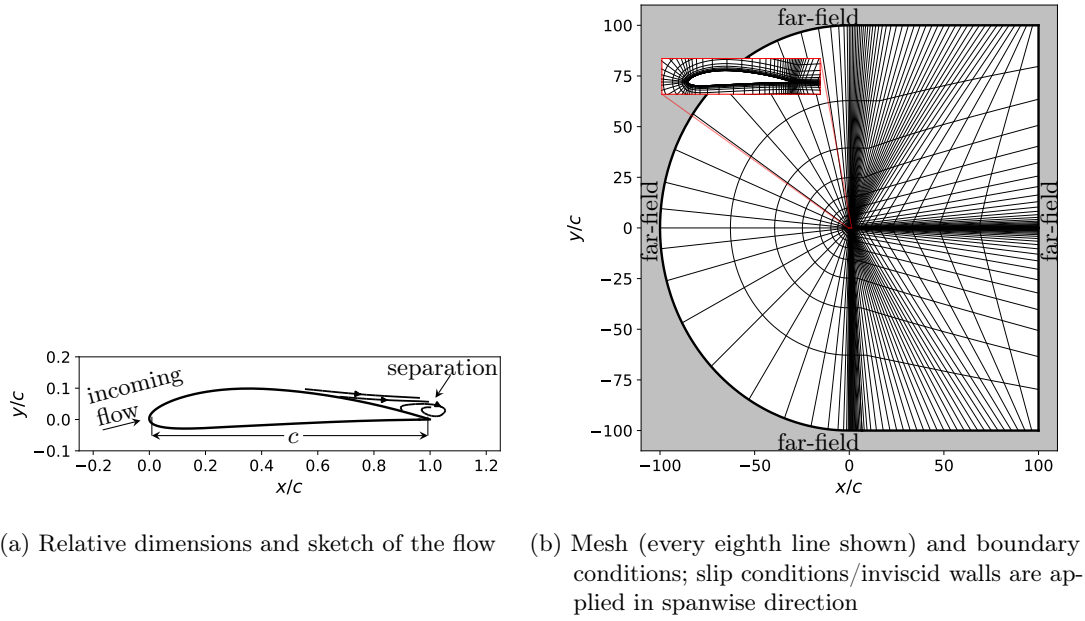 0.2
0.1
0.0
−0.1
y/c
incoming
flow
separation
c
−0.2
0.0
0.2
0.4
0.6
0.8
1.0
1.2
x/c
(a) Relative dimensions and sketch of the flow
far-field
100
75
50
25
0
−25
−50
−75
−100
y/c
far-field
far-field
far-field
−100
−50
0
50
100
x/c
(b) Mesh (every eighth line shown) and boundary
conditions; slip conditions/inviscid walls are ap-
plied in spanwise direction